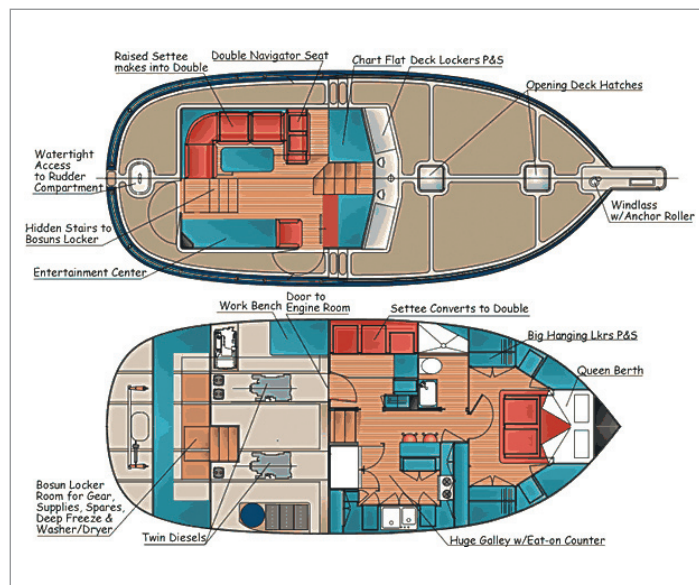 Raised Settee
makes into Double
Double Navigator Seat
Chart Flat
Deck Lockers P&S
Opening Deck Hatches
Watertight
Access
to Rudder
Compartment
Windlass
w/Anchor Roller
Hidden Stairs to
Bosuns Locker
Entertainment Center
Work Bench
Door to
Engine Room
Settee Converts to Double
Big Hanging Lkrs P&S
Queen Berth
Bosun Locker
Room for Gear,
Supplies, Spares,
Deep Freeze &
Washer/Dryer
Twin Diesels
Huge Galley w/Eat-on Counter